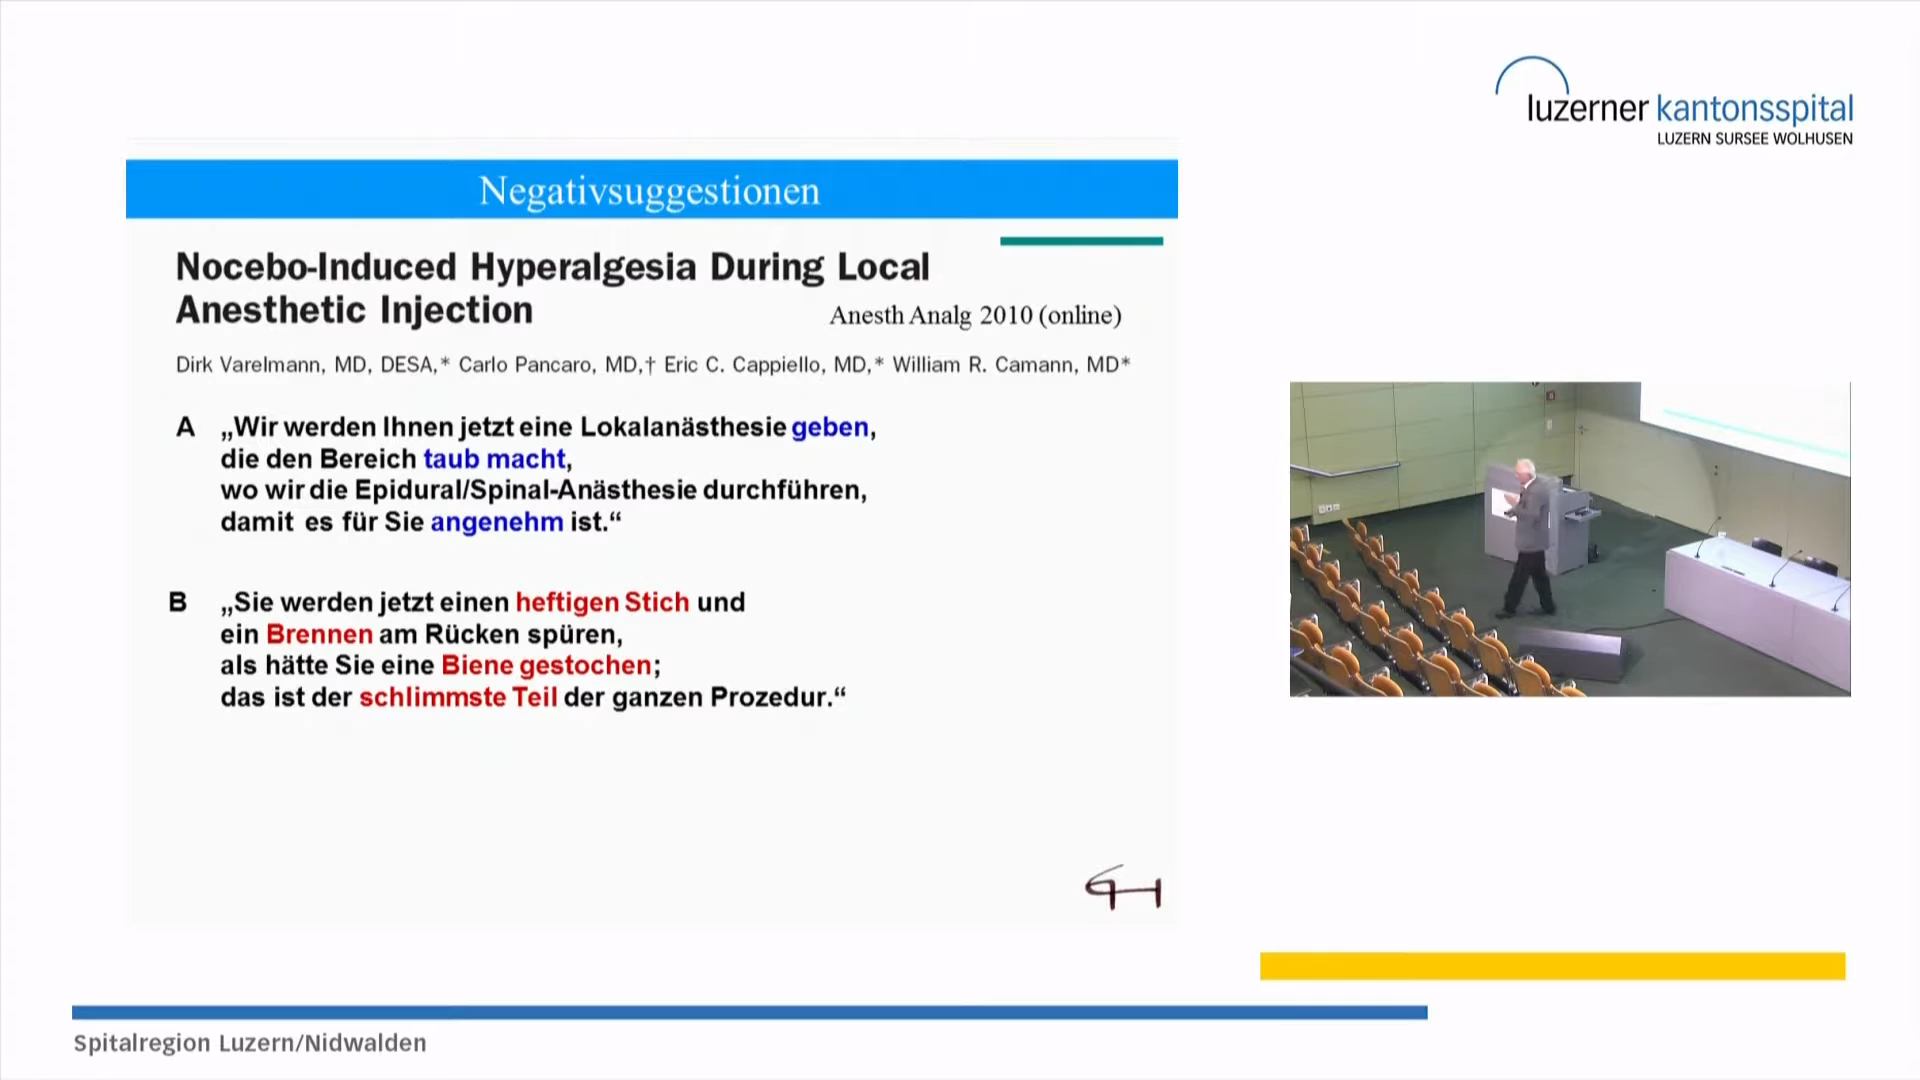 luzerner kantonsspital
LUZERN SURSEE WOLHUSEN
Negativsuggestionen
Nocebo-Induced Hyperalgesia During Local
Anesthetic Injection
Anesth Analg 2010 (online)
Dirk Varelmann, MD, DESA,* Carlo Pancaro, MD,† Eric C. Cappiello, MD,* William R. Camann, MD*
A „Wir werden Ihnen jetzt eine Lokalanästhesie geben,
die den Bereich taub macht,
wo wir die Epidural/Spinal-Anästhesie durchführen,
damit es für Sie angenehm ist.“
B „Sie werden jetzt einen heftigen Stich und
ein Brennen am Rücken spüren,
als hätte Sie eine Biene gestochen;
das ist der schlimmste Teil der ganzen Prozedur.“
Spitalregion Luzern/Nidwalden